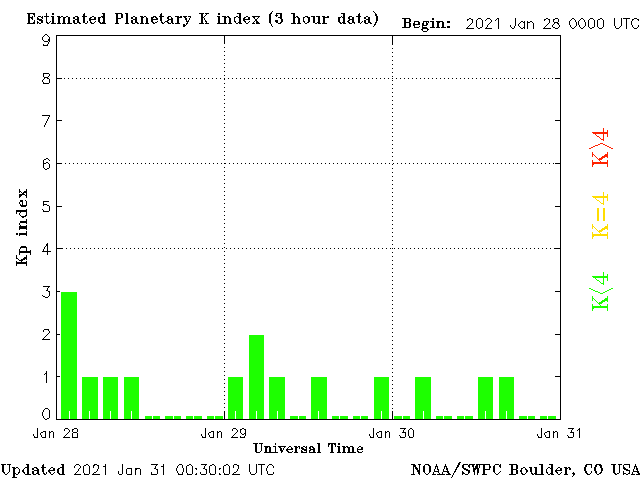 Estimated Planetary K index (3 hour data)
Begin: 2021 Jan 28 0000 UTC
9
8
7
6
5
4
3
2
1
0
Kp index
K>4
K=4
K<4
Jan 28 Jan 29 Jan 30 Jan 31
Universal Time
Updated 2021 Jan 31 00:30:02 UTC
NOAA/SWPC Boulder, CO USA